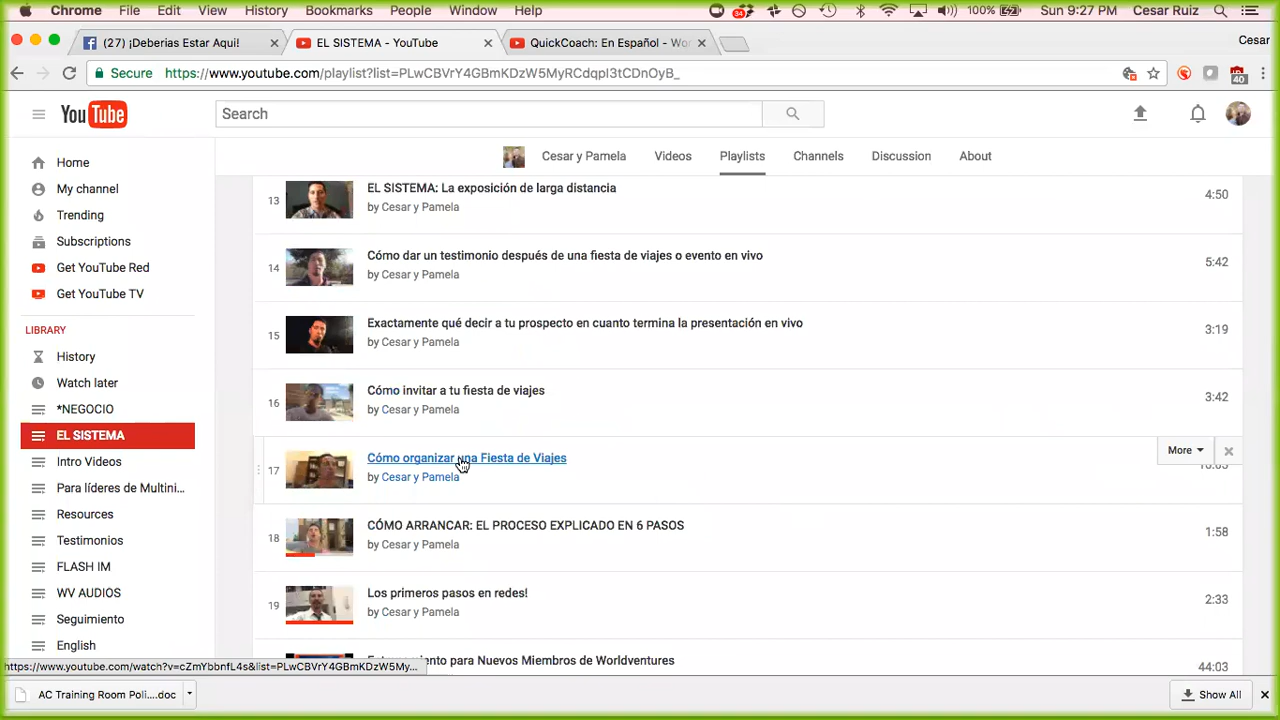 Chrome File Edit View History Bookmarks People Window Help 34 100% Sun 9:27 PM Cesar Ruiz
(27) ¡Deberias Estar Aqui! EL SISTEMA - YouTube QuickCoach: En Español - Wor Cesar
Secure https://www.youtube.com/playlist?list=PLwCBVrY4GBmKDzW5MyRCdqpI3tCDnOyB_ 40
YouTube Search
Cesar y Pamela Videos Playlists Channels Discussion About
Home
My channel
Trending
Subscriptions
Get YouTube Red
Get YouTube TV
LIBRARY
History
Watch later
*NEGOCIO
EL SISTEMA
Intro Videos
Para líderes de Multini...
Resources
Testimonios
FLASH IM
WV AUDIOS
Seguimiento
English
13 EL SISTEMA: La exposición de larga distancia 4:50
by Cesar y Pamela
14 Cómo dar un testimonio después de una fiesta de viajes o evento en vivo 5:42
by Cesar y Pamela
15 Exactamente qué decir a tu prospecto en cuanto termina la presentación en vivo 3:19
by Cesar y Pamela
16 Cómo invitar a tu fiesta de viajes 3:42
by Cesar y Pamela
17 Cómo organizar una Fiesta de Viajes More
by Cesar y Pamela
18 CÓMO ARRANCAR: EL PROCESO EXPLICADO EN 6 PASOS 1:58
by Cesar y Pamela
19 Los primeros pasos en redes! 2:33
by Cesar y Pamela
para Nuevos Miembros de Worldventures 44:03
https://www.youtube.com/watch?v=cZmYbbnfL4s&list=PLwCBVrY4GBmKDzW5My...
AC Training Room Poli....doc Show All